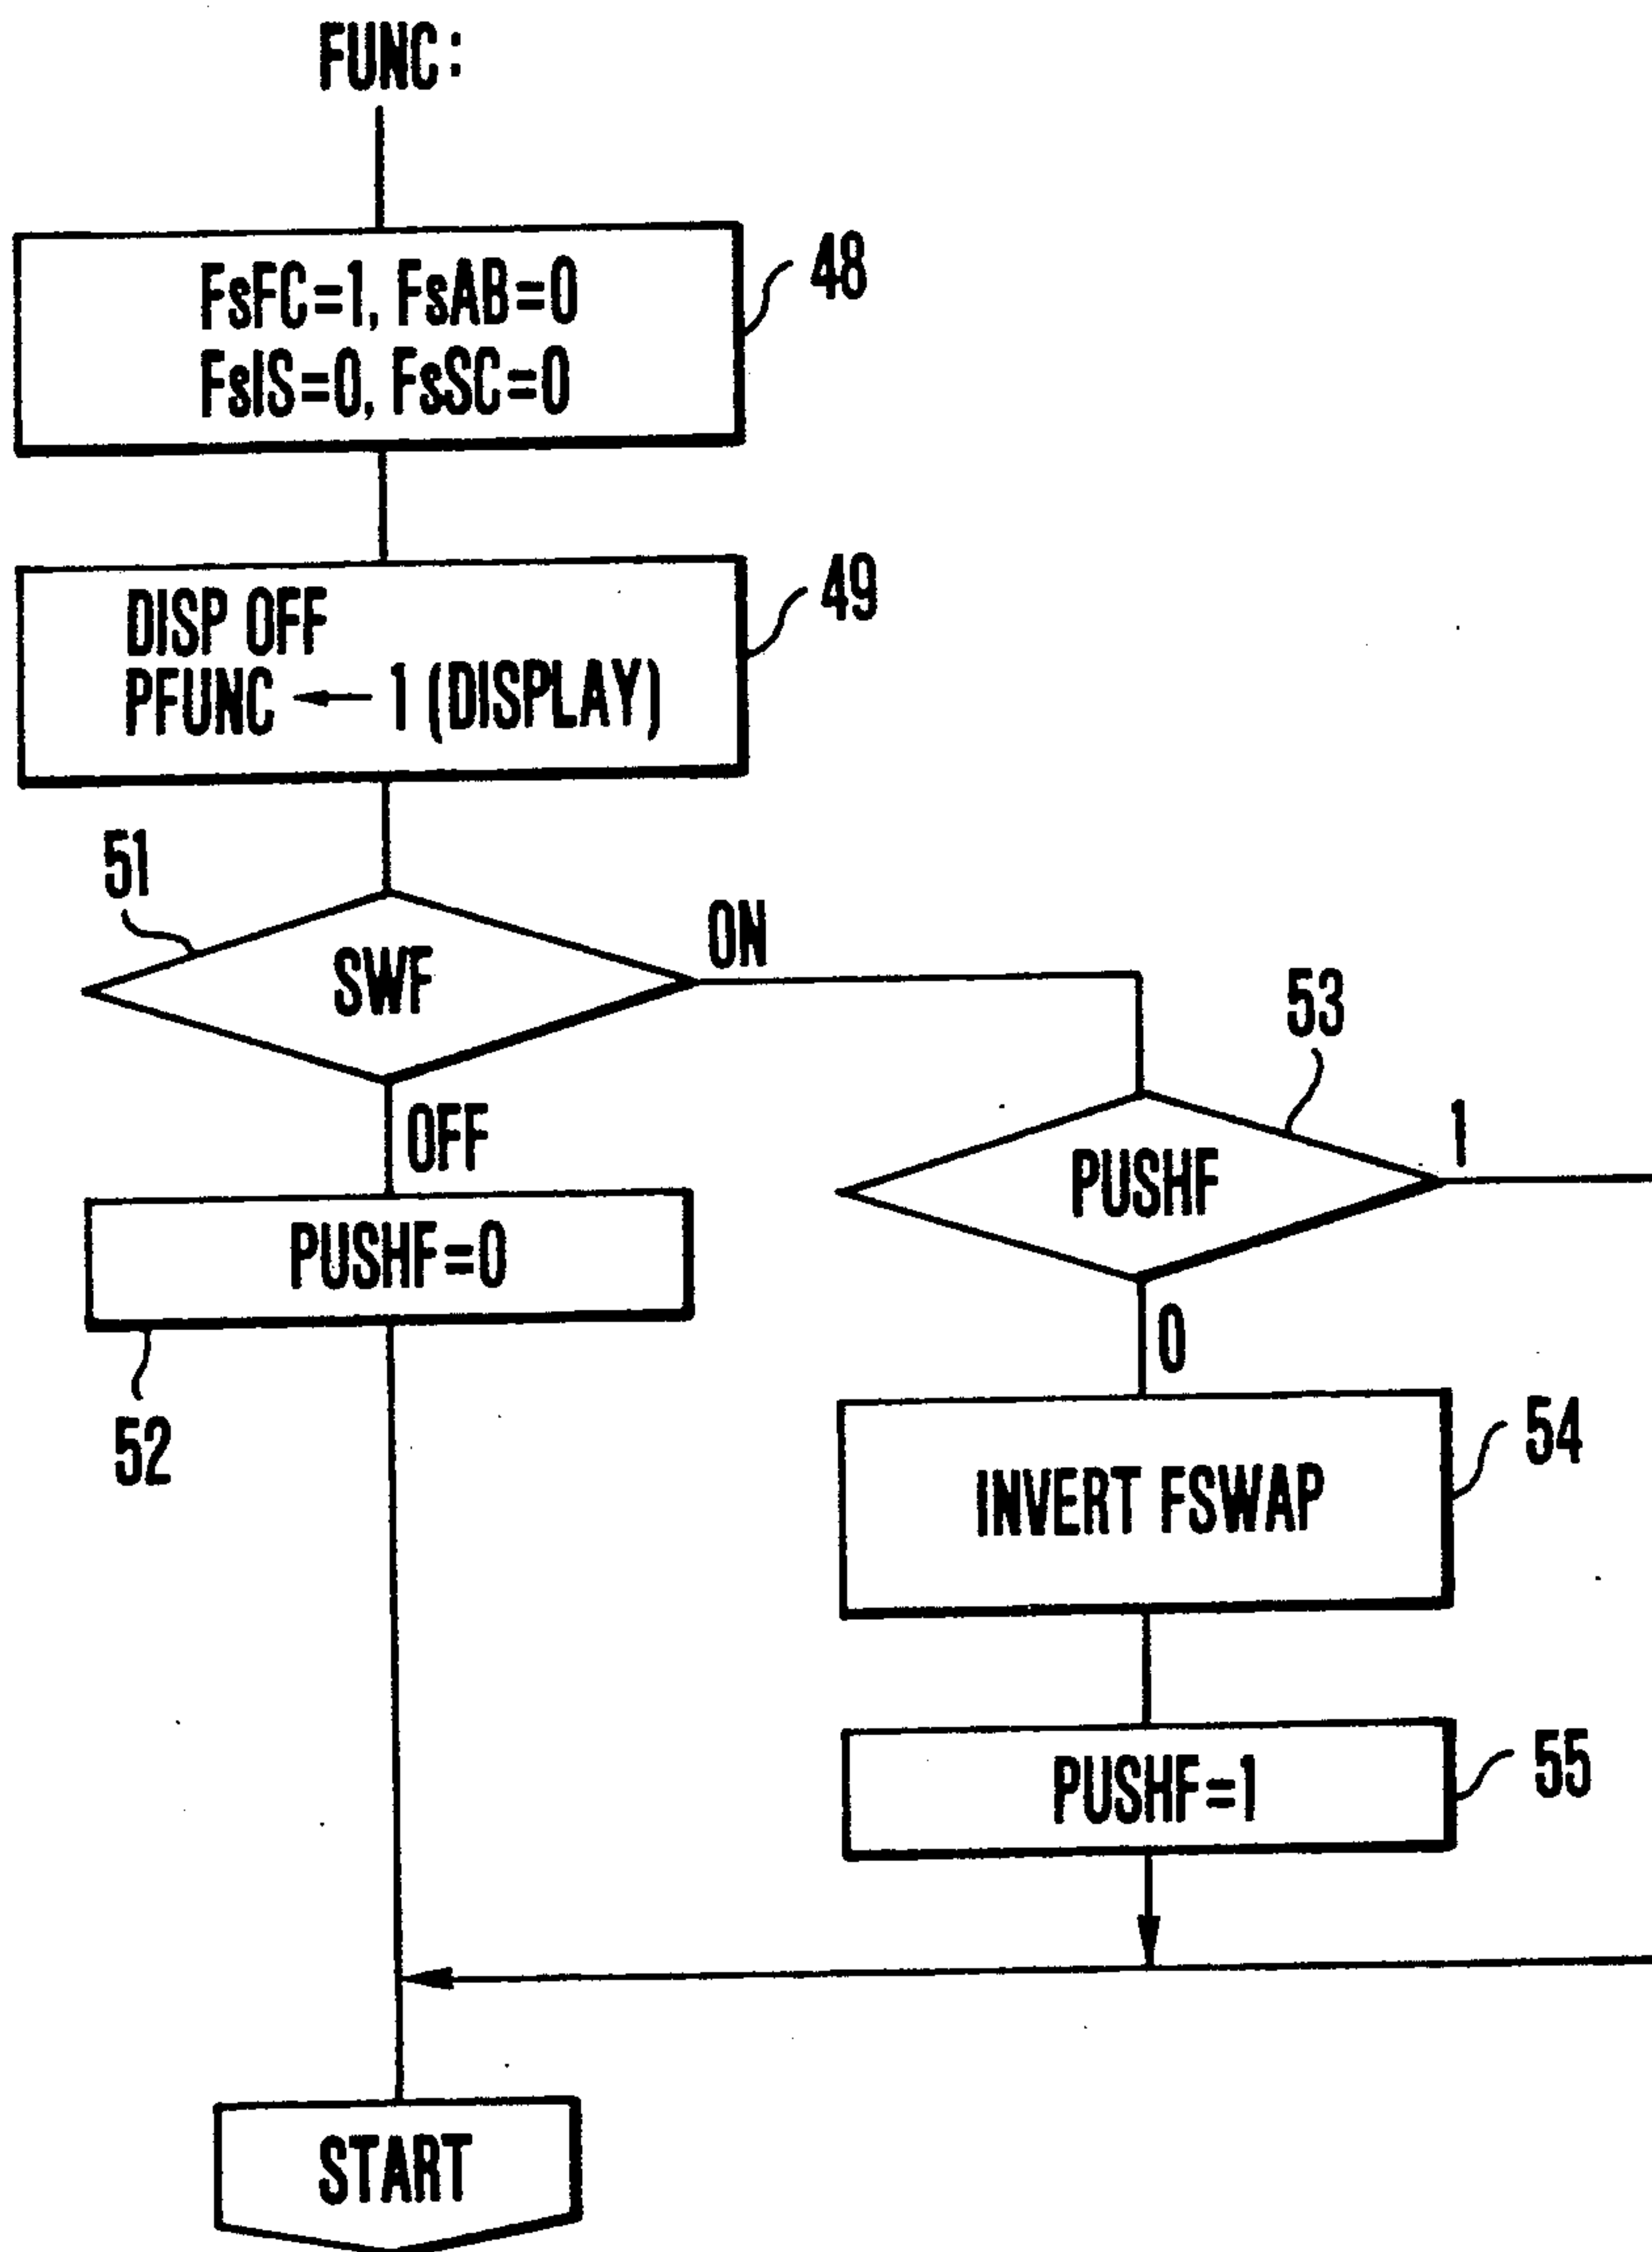 FUNC:
FsFC=1, FsAB=0
FsIS=0, FsSC=0
48
DISP OFF
PFUNC ← 1 (DISPLAY)
49
51
SWF
ON
OFF
53
PUSHF
1
PUSHF=0
52
0
INVERT FSWAP
54
PUSHF=1
55
START